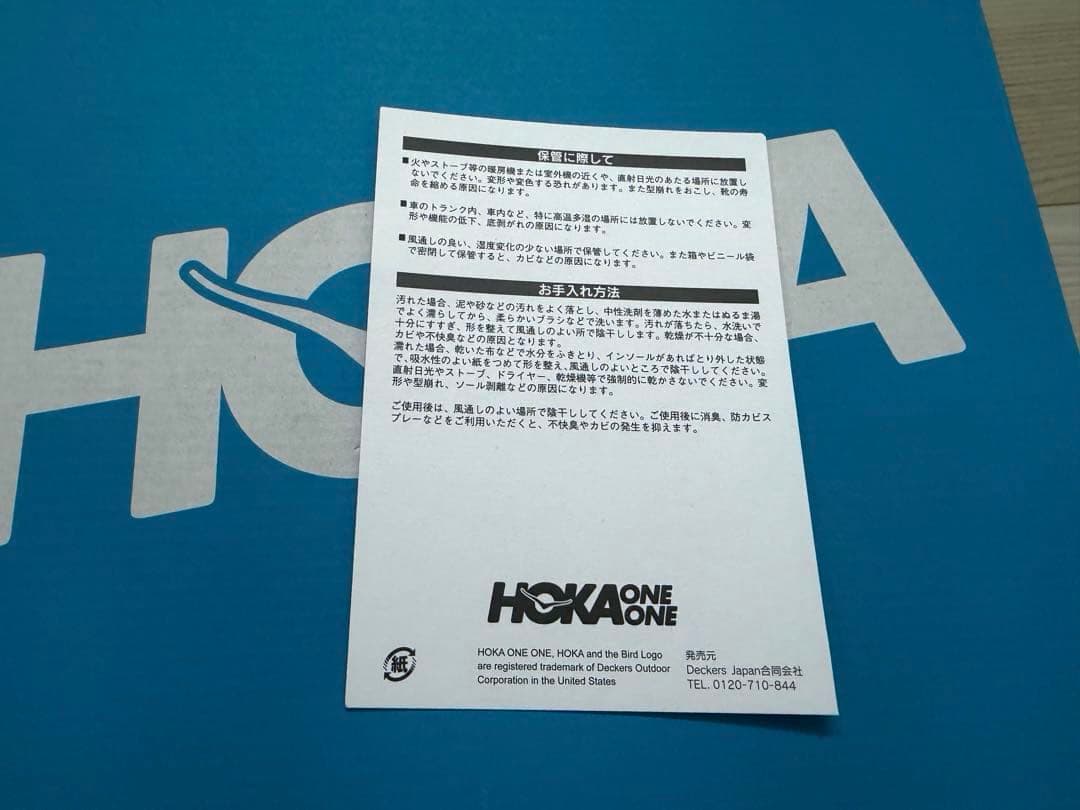 HOKA
保管に際して
■火やストーブ等の暖房機または室外機の近くや、直射日光のあたる場所に放置し
ないでください。変形や変色する恐れがあります。また型崩れをおこし、靴の寿
命を縮める原因になります。
■車のトランク内、車内など、特に高温多湿の場所には放置しないでください。変
形や機能の低下、底剥がれの原因になります。
■風通しの良い、湿度変化の少ない場所で保管してください。また箱やビニール袋
で密閉して保管すると、カビなどの原因になります。
お手入れ方法
汚れた場合、泥や砂などの汚れをよく落とし、中性洗剤を薄めた水またはぬるま湯
でよく濡らしてから、柔らかいブラシなどで洗います。汚れが落ちたら、水洗いで
十分にすすぎ、形を整えて風通しのよい所で陰干しします。乾燥が不十分な場合、
カビや不快臭などの原因となります。
濡れた場合、乾いた布などで水分をふきとり、インソールがあればとり外した状態
で、吸水性のよい紙をつめて形を整え、風通しのよいところで陰干ししてください。
直射日光やストーブ、ドライヤー、乾燥機等で強制的に乾かさないでください。変
形や型崩れ、ソール剥離などの原因になります。
ご使用後は、風通しのよい場所で陰干ししてください。ご使用後に消臭、防カビス
プレーなどをご利用いただくと、不快臭やカビの発生を抑えます。
HOKA ONE ONE
紙
HOKA ONE ONE, HOKA and the Bird Logo
are registered trademark of Deckers Outdoor
Corporation in the United States
発売元
Deckers Japan合同会社
TEL. 0120-710-844